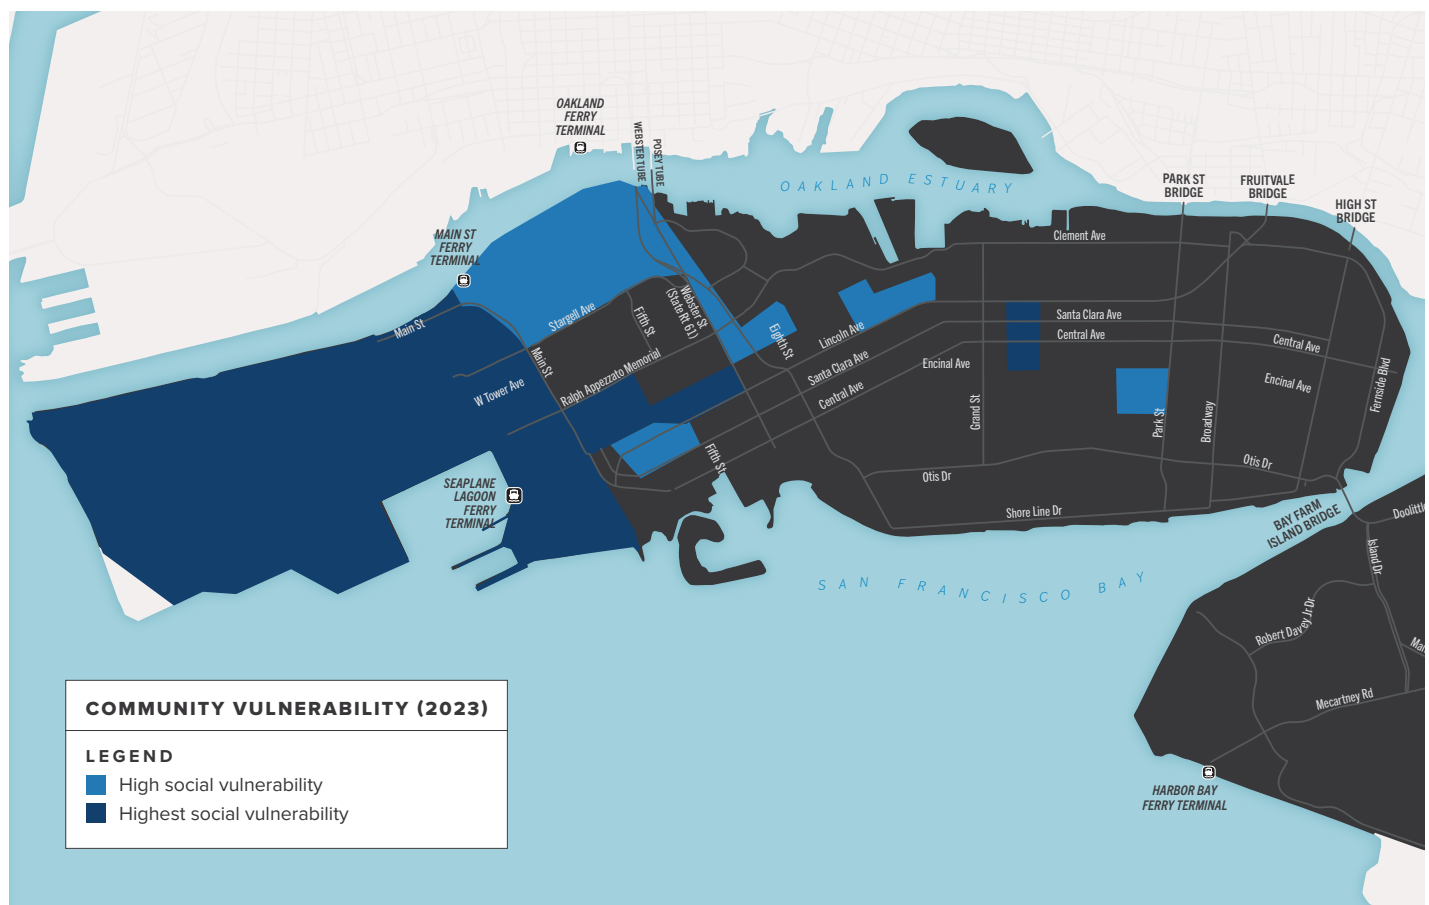 OAKLAND
FERRY
TERMINAL
WEBSTER TUBE
POSEY TUBE
OAKLAND ESTUARY
PARK ST
BRIDGE
FRUITVALE
BRIDGE
HIGH ST
BRIDGE
MAIN ST
FERRY
TERMINAL
Clement Ave
Main St
Stargell Ave
Fifth St
Webster St
(State Rt 61)
Eighth St
Lincoln Ave
Santa Clara Ave
Central Ave
Central Ave
Main St
W Tower Ave
Ralph Appezzato Memorial
Santa Clara Ave
Central Ave
Encinal Ave
Encinal Ave
Grand St
Park St
Broadway
Fernside Blvd
Fifth St
Otis Dr
Otis Dr
Shore Line Dr
SEAPLANE
LAGOON
FERRY
TERMINAL
BAY FARM
ISLAND BRIDGE
Doolittl
Island Dr
SAN FRANCISCO BAY
Robert Davey Jr Dr
Mecartney Rd
HARBOR BAY
FERRY TERMINAL
COMMUNITY VULNERABILITY (2023)
LEGEND
High social vulnerability
Highest social vulnerability